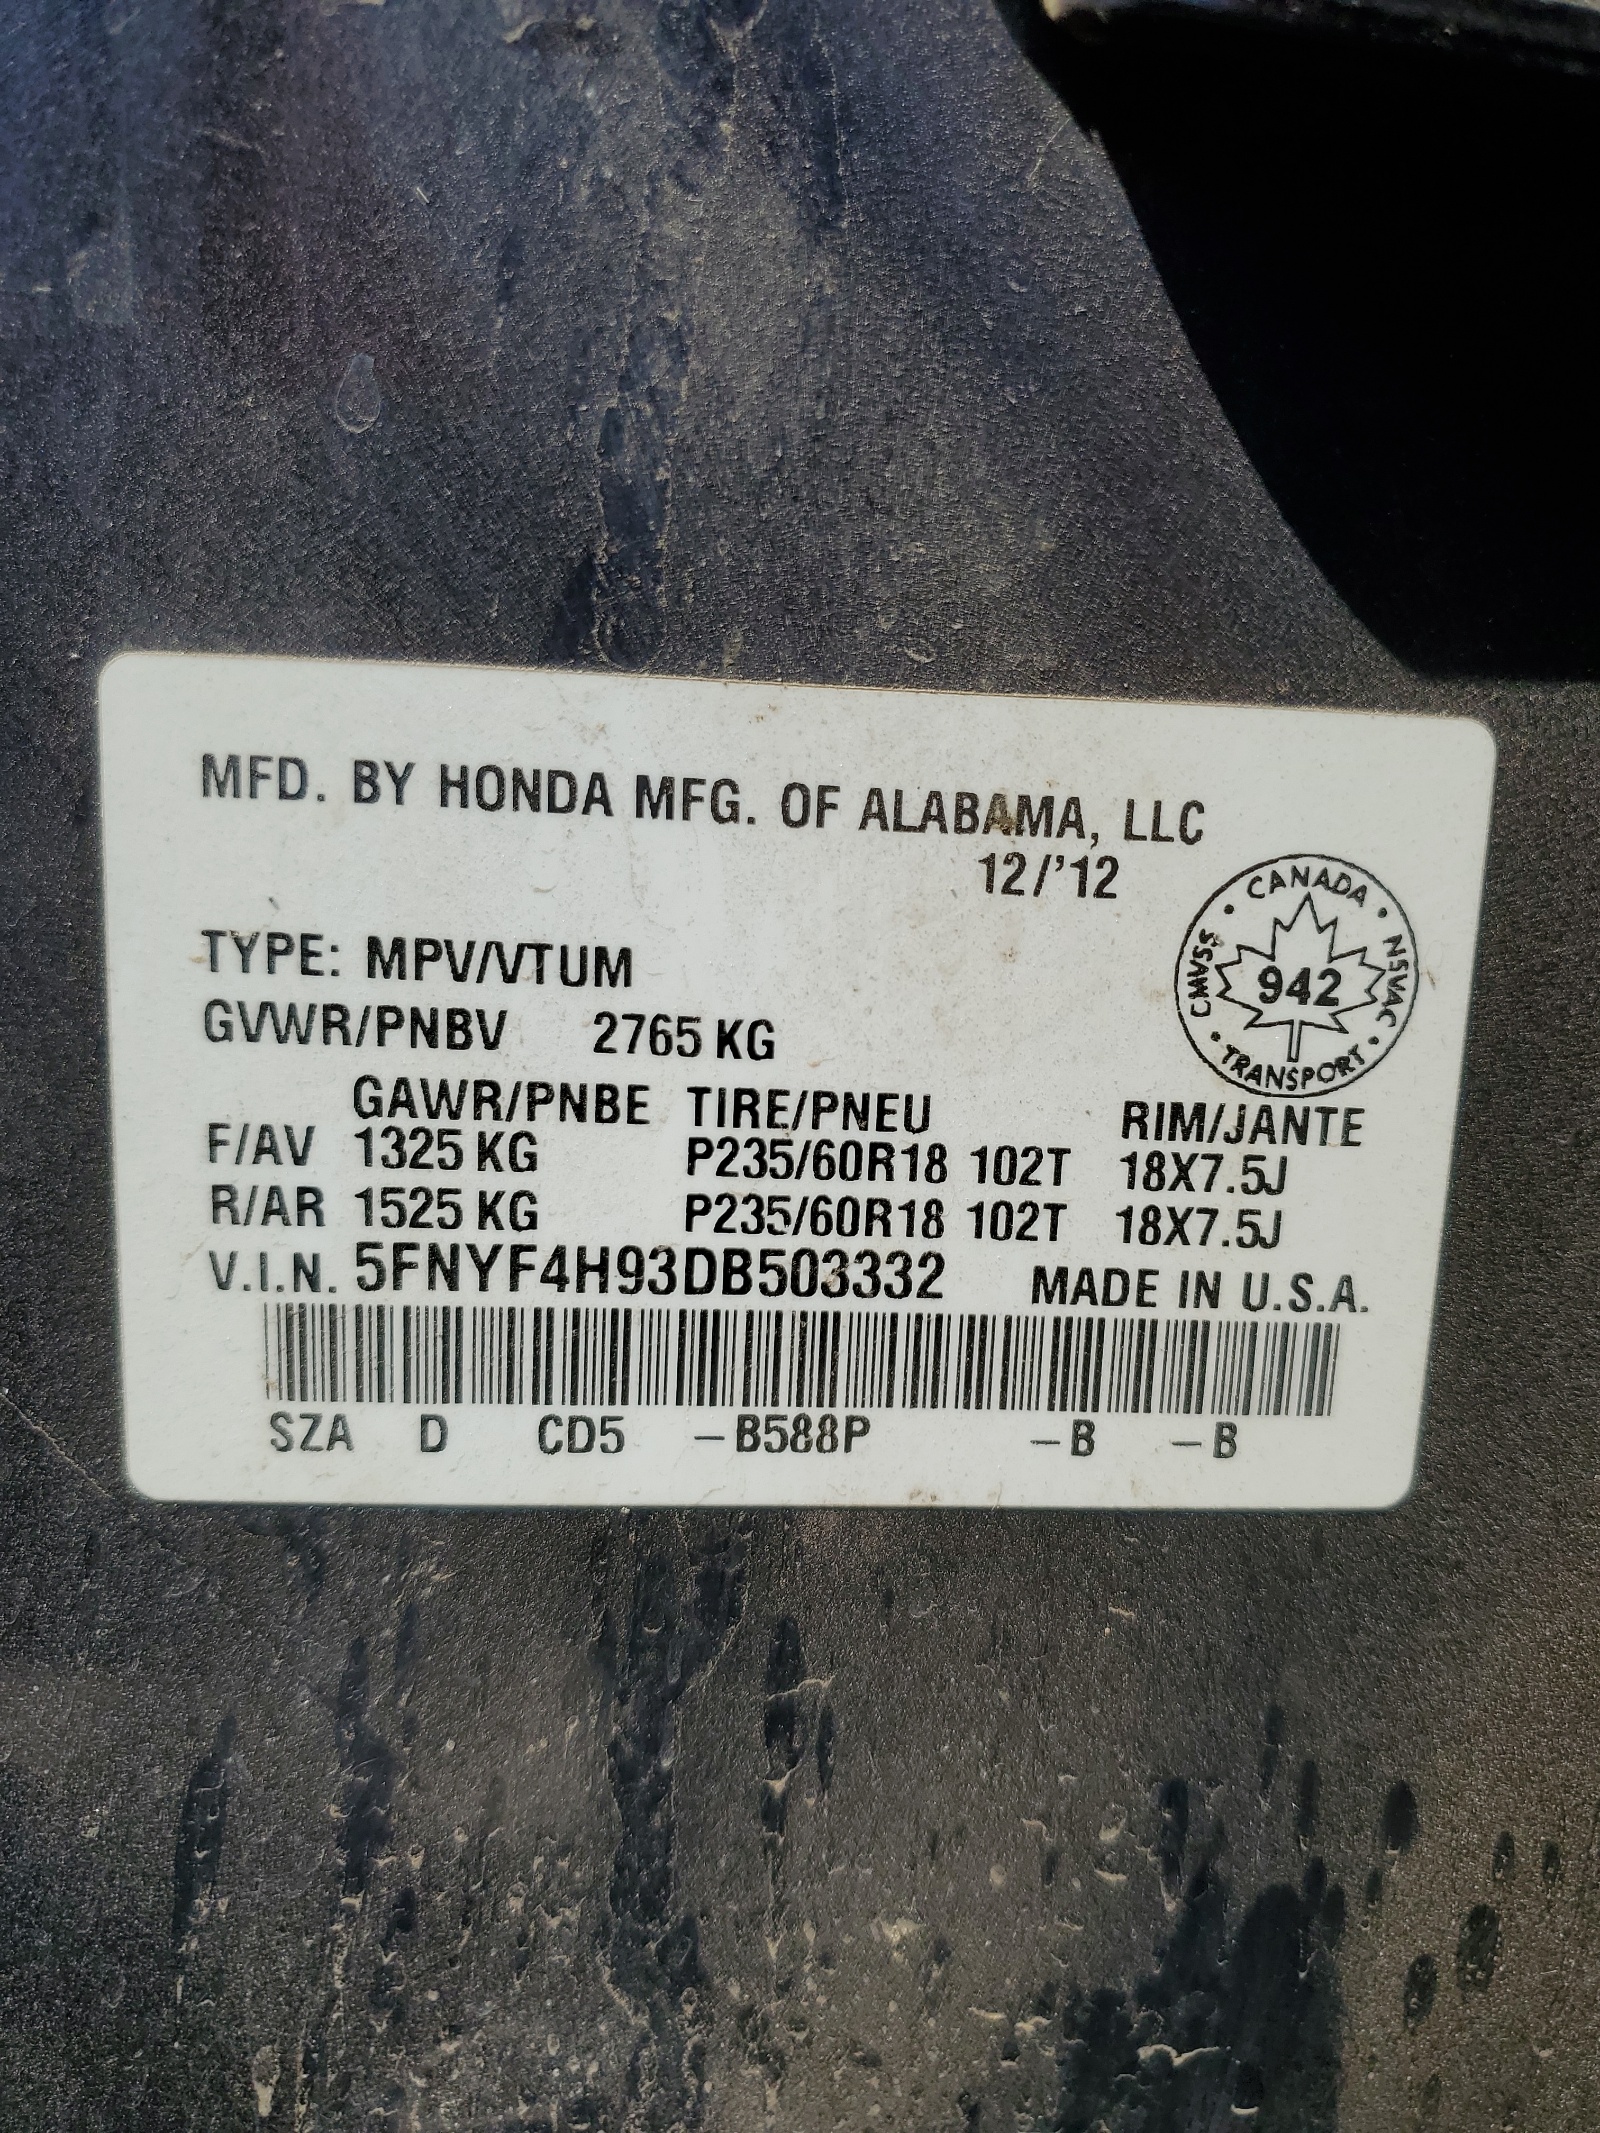 MFD. BY HONDA MFG. OF ALABAMA, LLC
12/'12
CANADA · NSVAC · TRANSPORT · CMVSS ·
942
TYPE: MPV/VTUM
GVWR/PNBV 2765 KG
GAWR/PNBE TIRE/PNEU RIM/JANTE
F/AV 1325 KG P235/60R18 102T 18X7.5J
R/AR 1525 KG P235/60R18 102T 18X7.5J
V.I.N. 5FNYF4H93DB503332 MADE IN U.S.A.
SZA D CD5 –B588P –B –B